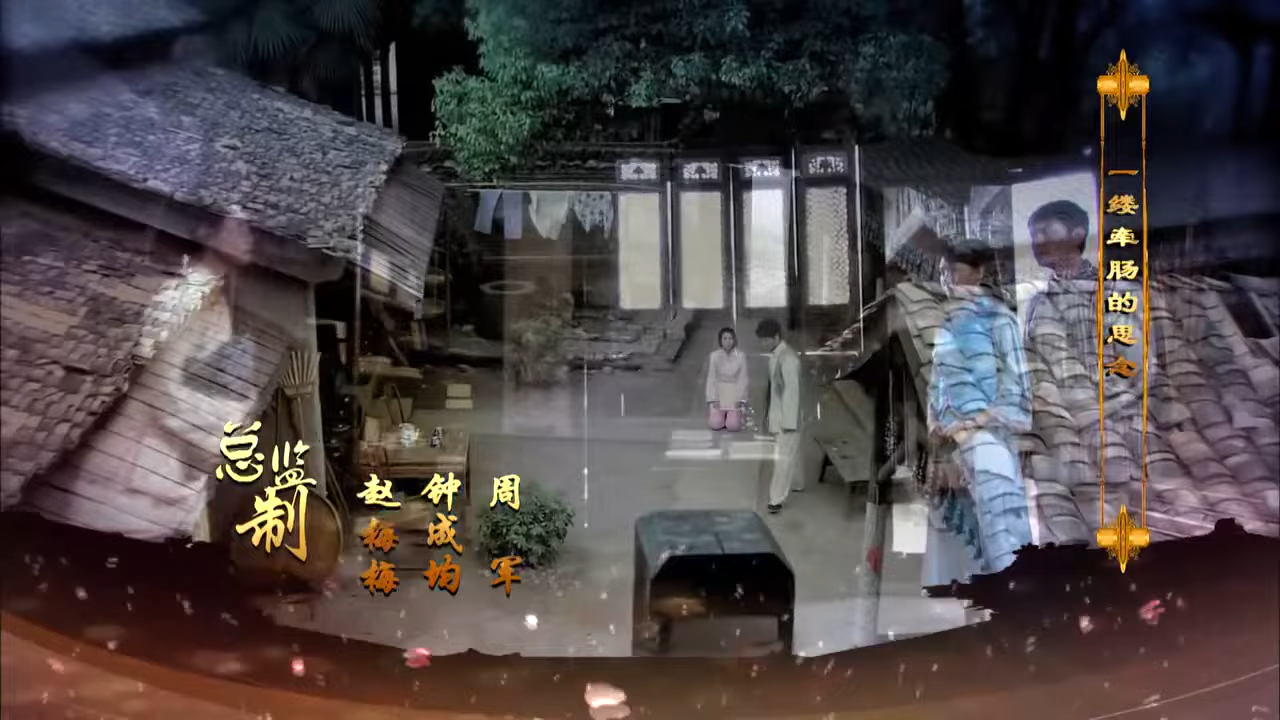 一缕牵肠的思念
总监制
周军
钟成均
赵梅梅